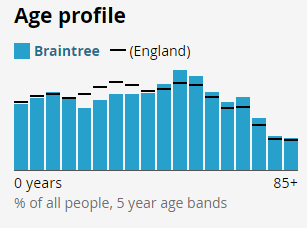 Age profile
Braintree (England)
0 years 85+
% of all people, 5 year age bands